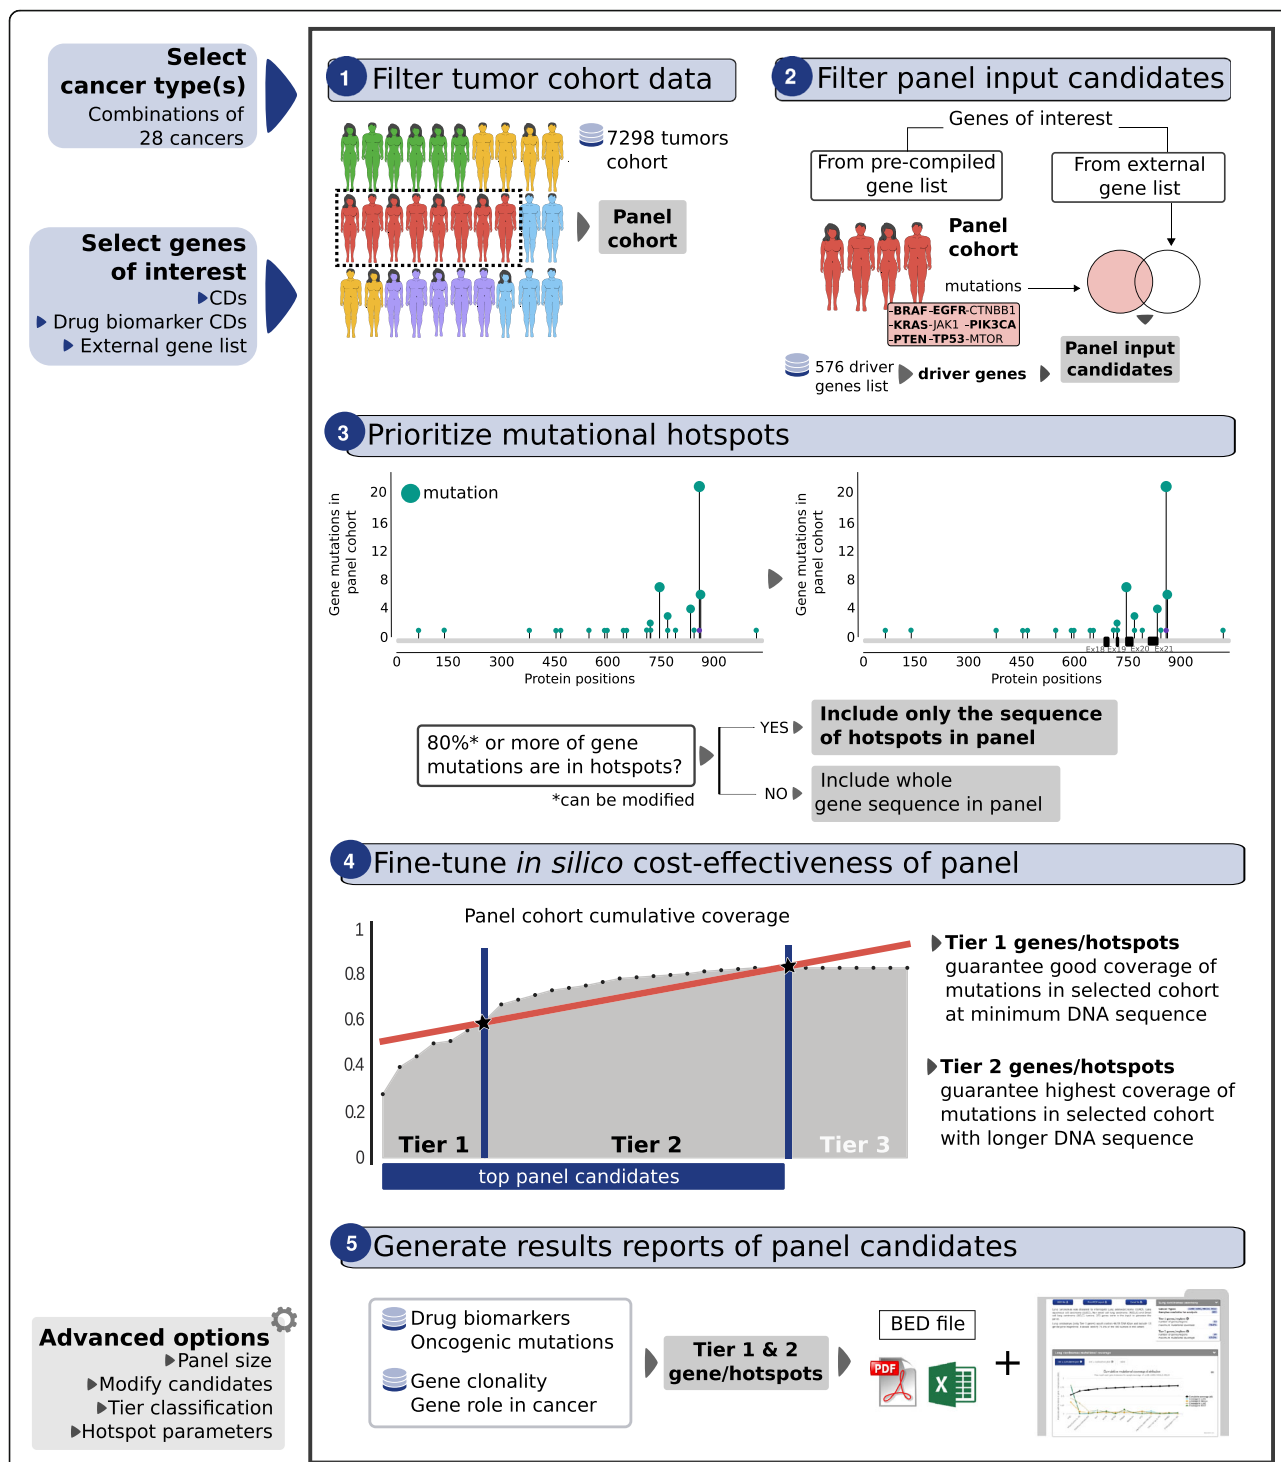 Select
cancer type(s)
Combinations of
28 cancers
Select genes
of interest
CDs
Drug biomarker CDs
External gene list
1 Filter tumor cohort data
7298 tumors
cohort
Panel
cohort
2 Filter panel input candidates
Genes of interest
From pre-compiled
gene list
From external
gene list
Panel
cohort
mutations
-BRAF-EGFR-CTNBB1
-KRAS-JAK1 -PIK3CA
-PTEN-TP53-MTOR
576 driver
genes list
driver genes
Panel input
candidates
3 Prioritize mutational hotspots
Gene mutations in
panel cohort
20
16
12
8
4
0
mutation
0 150 300 450 600 750 900
Protein positions
Gene mutations in
panel cohort
20
16
12
8
4
0
Ex18 Ex19 Ex20 Ex21
0 150 300 450 600 750 900
Protein positions
80%* or more of gene
mutations are in hotspots?
*can be modified
YES
Include only the sequence
of hotspots in panel
NO
Include whole
gene sequence in panel
4 Fine-tune in silico cost-effectiveness of panel
Panel cohort cumulative coverage
1
0.8
0.6
0.4
0.2
0
Tier 1
Tier 2
Tier 3
top panel candidates
Tier 1 genes/hotspots
guarantee good coverage of
mutations in selected cohort
at minimum DNA sequence
Tier 2 genes/hotspots
guarantee highest coverage of
mutations in selected cohort
with longer DNA sequence
5 Generate results reports of panel candidates
Drug biomarkers
Oncogenic mutations
Gene clonality
Gene role in cancer
Tier 1 & 2
gene/hotspots
BED file
PDF
X
+
Advanced options
Panel size
Modify candidates
Tier classification
Hotspot parameters